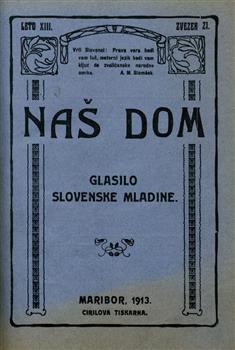 LETO XIII.
ZVEZEK 21.
Vrli Slovenci: Prava vera bodi
vam luč, materni jezik bodi vam
ključ do zveličanske narodne
omike. A. M. Slomšek
NAŠ DOM
GLASILO
SLOVENSKE MLADINE.
MARIBOR, 1913.
CIRILOVA TISKARNA.